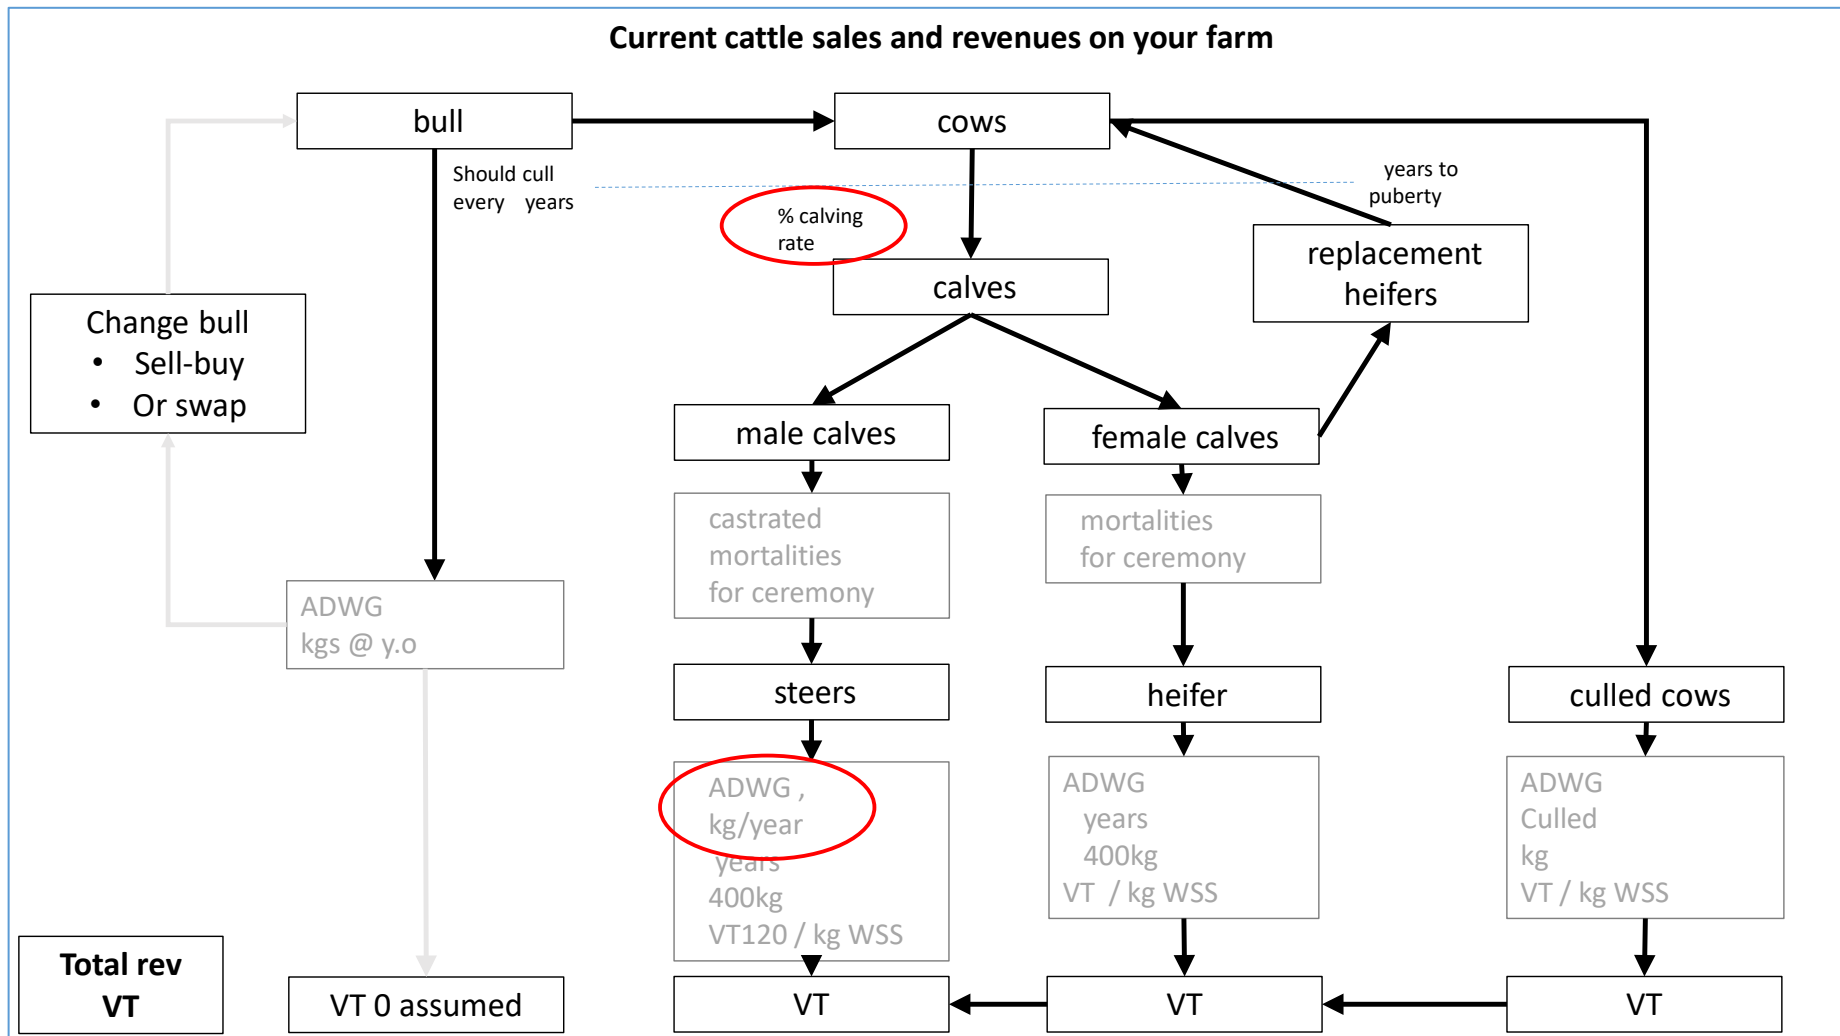 Current cattle sales and revenues on your farm
bull
cows
Should cull
every years
years to
puberty
% calving
rate
replacement
heifers
calves
Change bull
• Sell-buy
• Or swap
male calves
female calves
castrated
mortalities
for ceremony
mortalities
for ceremony
ADWG
kgs @ y.o
steers
heifer
culled cows
ADWG ,
kg/year
years
400kg
VT120 / kg WSS
ADWG
years
400kg
VT / kg WSS
ADWG
Culled
kg
VT / kg WSS
Total rev
VT
VT 0 assumed
VT
VT
VT